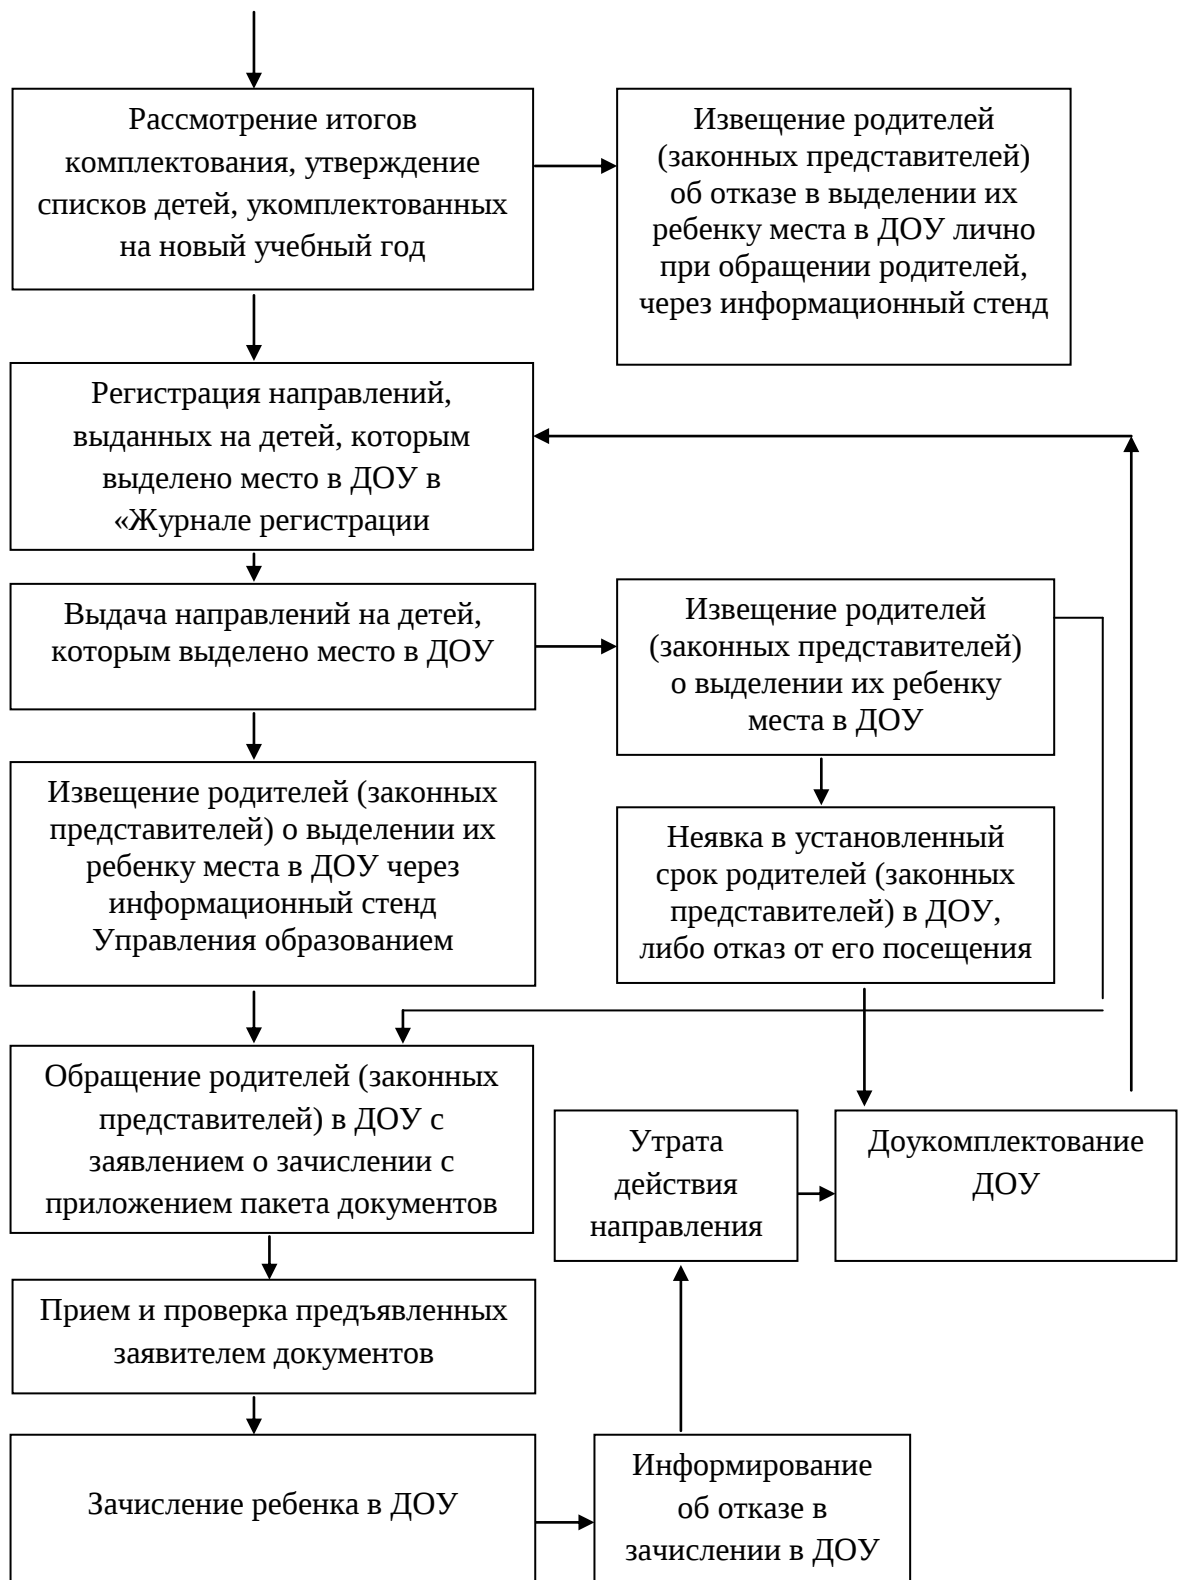 Рассмотрение итогов
комплектования, утверждение
списков детей, укомплектованных
на новый учебный год
Извещение родителей
(законных представителей)
об отказе в выделении их
ребенку места в ДОУ лично
при обращении родителей,
через информационный стенд
Регистрация направлений,
выданных на детей, которым
выделено место в ДОУ в
«Журнале регистрации
Выдача направлений на детей,
которым выделено место в ДОУ
Извещение родителей
(законных представителей)
о выделении их ребенку
места в ДОУ
Извещение родителей (законных
представителей) о выделении их
ребенку места в ДОУ через
информационный стенд
Управления образованием
Неявка в установленный
срок родителей (законных
представителей) в ДОУ,
либо отказ от его посещения
Обращение родителей (законных
представителей) в ДОУ с
заявлением о зачислении с
приложением пакета документов
Утрата
действия
направления
Доукомплектование
ДОУ
Прием и проверка предъявленных
заявителем документов
Зачисление ребенка в ДОУ
Информирование
об отказе в
зачислении в ДОУ